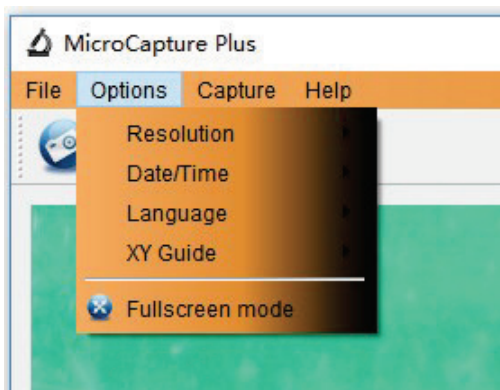 MicroCapture Plus
File Options Capture Help
Resolution
Date/Time
Language
XY Guide
Fullscreen mode